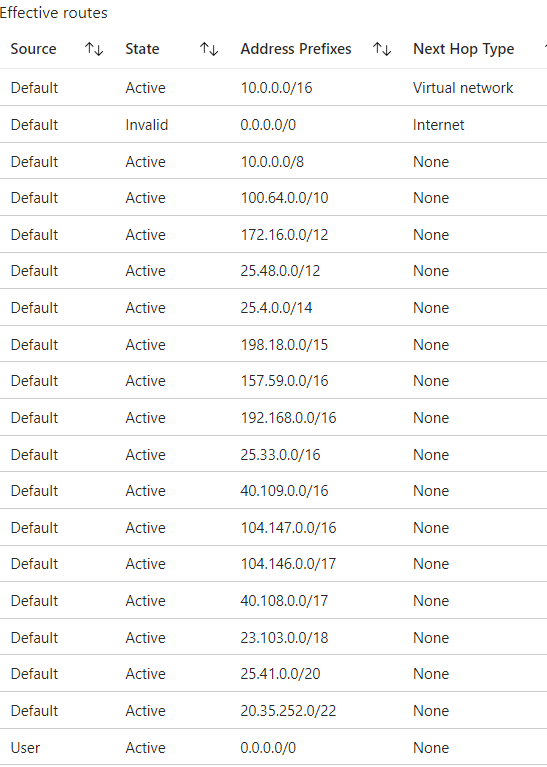 Effective routes
Source ↑↓ State ↑↓ Address Prefixes ↑↓ Next Hop Type
Default Active 10.0.0.0/16 Virtual network
Default Invalid 0.0.0.0/0 Internet
Default Active 10.0.0.0/8 None
Default Active 100.64.0.0/10 None
Default Active 172.16.0.0/12 None
Default Active 25.48.0.0/12 None
Default Active 25.4.0.0/14 None
Default Active 198.18.0.0/15 None
Default Active 157.59.0.0/16 None
Default Active 192.168.0.0/16 None
Default Active 25.33.0.0/16 None
Default Active 40.109.0.0/16 None
Default Active 104.147.0.0/16 None
Default Active 104.146.0.0/17 None
Default Active 40.108.0.0/17 None
Default Active 23.103.0.0/18 None
Default Active 25.41.0.0/20 None
Default Active 20.35.252.0/22 None
User Active 0.0.0.0/0 None